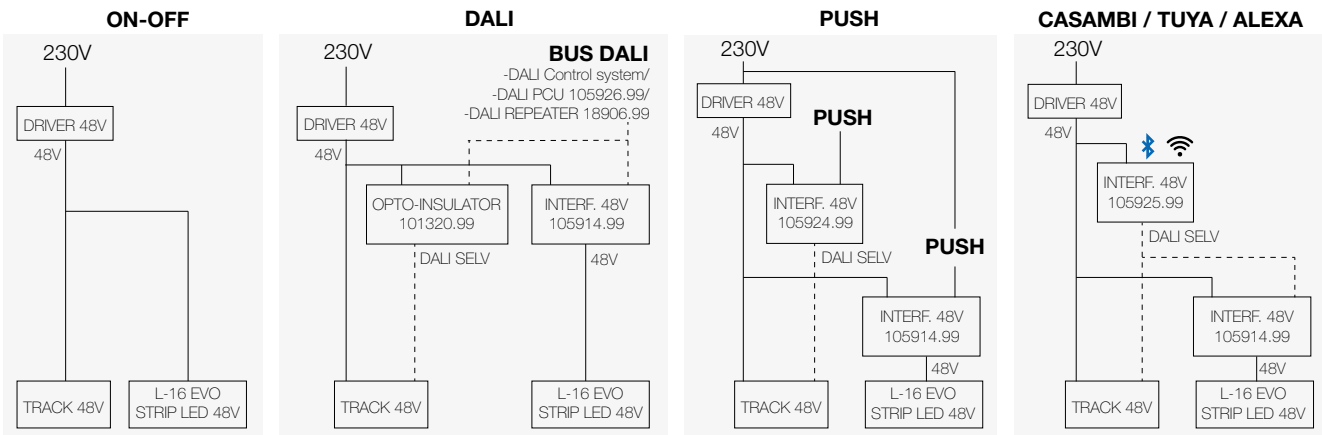 ON-OFF
230V
DRIVER 48V
48V
TRACK 48V
L-16 EVO
STRIP LED 48V
DALI
230V
BUS DALI
-DALI Control system/
-DALI PCU 105926.99/
-DALI REPEATER 18906.99
DRIVER 48V
48V
OPTO-INSULATOR
101320.99
INTERF. 48V
105914.99
DALI SELV
48V
TRACK 48V
L-16 EVO
STRIP LED 48V
PUSH
230V
DRIVER 48V
48V
PUSH
INTERF. 48V
105924.99
DALI SELV
PUSH
INTERF. 48V
105914.99
48V
TRACK 48V
L-16 EVO
STRIP LED 48V
CASAMBI / TUYA / ALEXA
230V
DRIVER 48V
48V
INTERF. 48V
105925.99
DALI SELV
INTERF. 48V
105914.99
48V
TRACK 48V
L-16 EVO
STRIP LED 48V